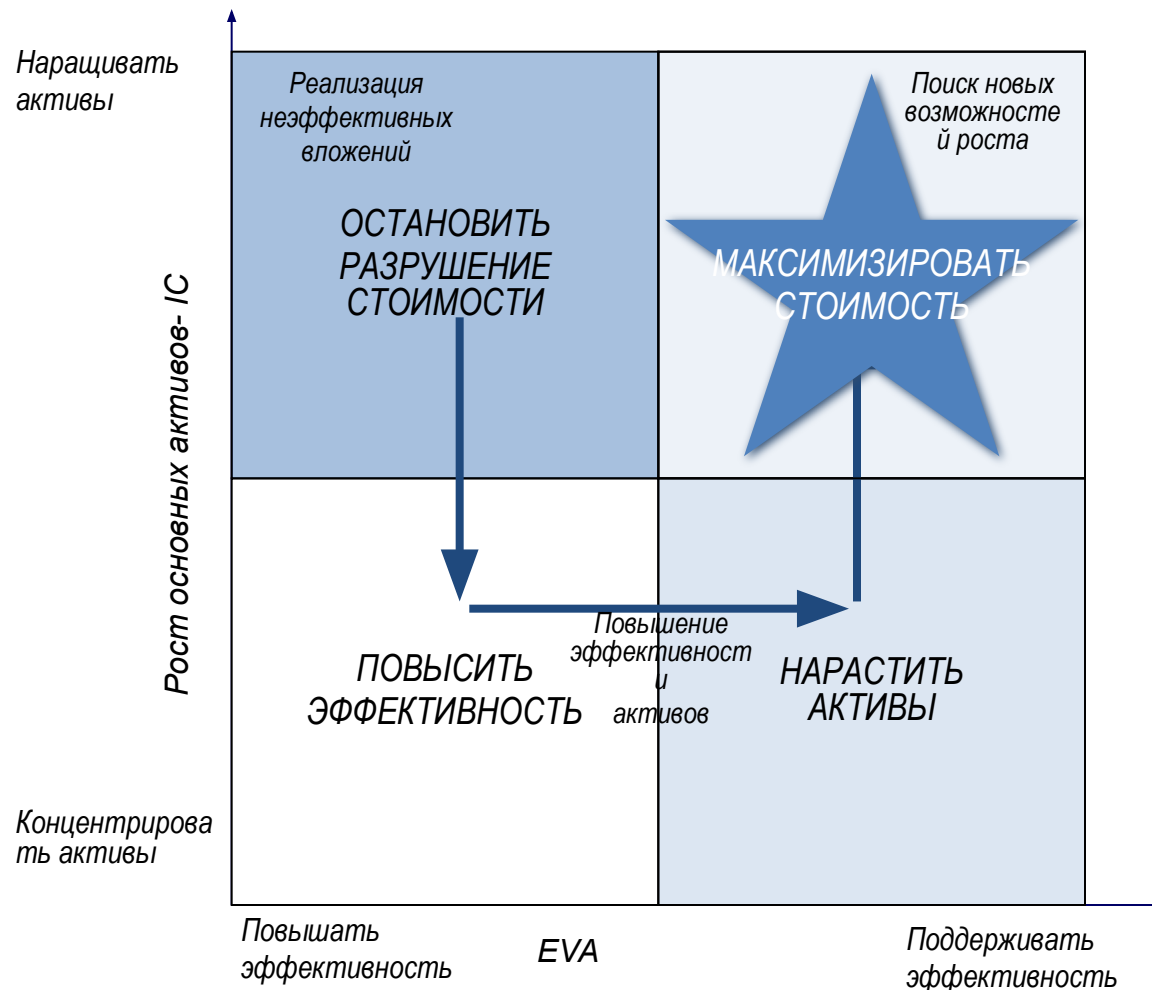 Наращивать
активы
Реализация
неэффективных
вложений
Поиск новых
возможносте
й роста
ОСТАНОВИТЬ
РАЗРУШЕНИЕ
СТОИМОСТИ
МАКСИМИЗИРОВАТЬ
СТОИМОСТЬ
Рост основных активов- IC
Повышение
эффективност
и
активов
ПОВЫСИТЬ
ЭФФЕКТИВНОСТЬ
НАРАСТИТЬ
АКТИВЫ
Концентрирова
ть активы
Повышать
эффективность
EVA
Поддерживать
эффективность